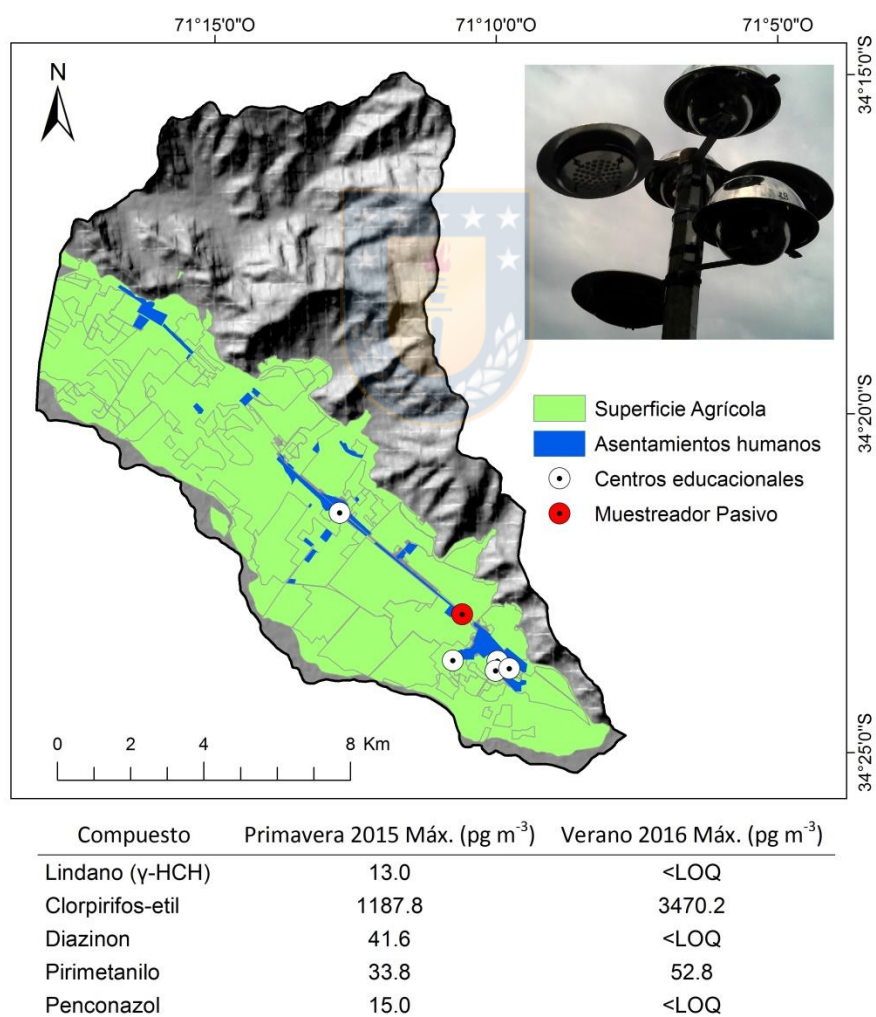 71°15'0"O 71°10'0"O 71°5'0"O
N
34°15'0"S
34°20'0"S
34°25'0"S
Superficie Agrícola
Asentamientos humanos
Centros educacionales
Muestreador Pasivo
0 2 4 8 Km
Compuesto Primavera 2015 Máx. (pg m⁻³) Verano 2016 Máx. (pg m⁻³)
Lindano (γ-HCH) 13.0 <LOQ
Clorpirifos-etil 1187.8 3470.2
Diazinon 41.6 <LOQ
Pirimetanilo 33.8 52.8
Penconazol 15.0 <LOQ